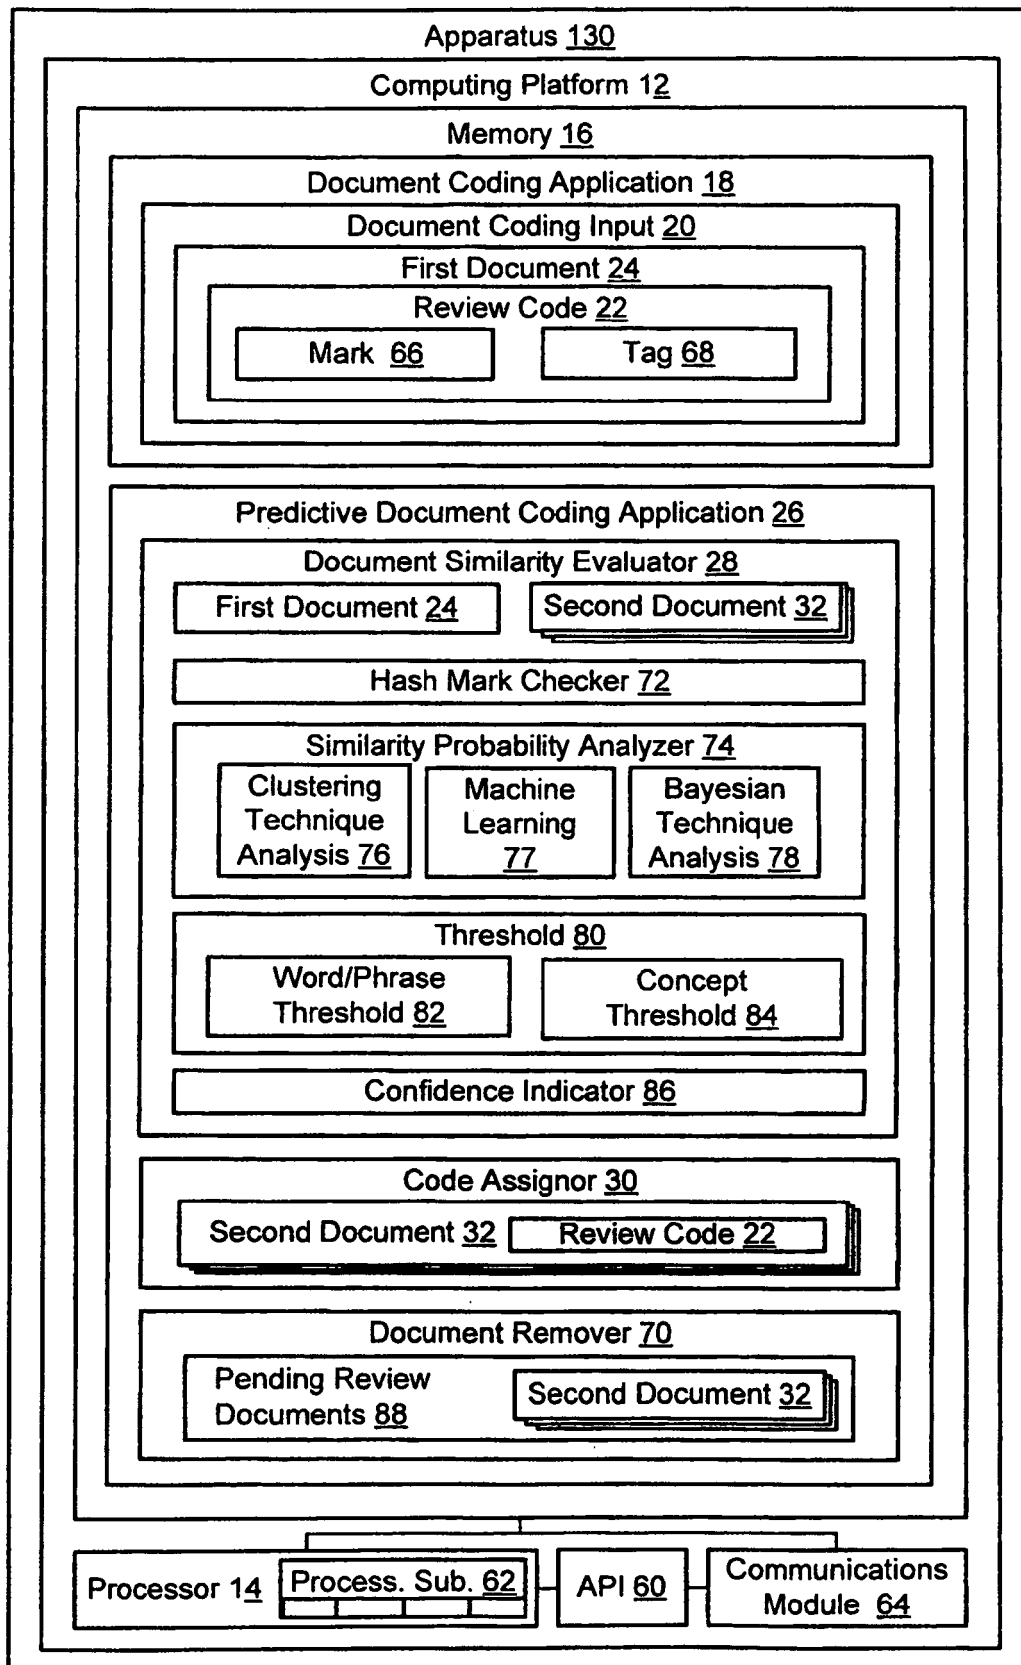 Apparatus 130
Computing Platform 12
Memory 16
Document Coding Application 18
Document Coding Input 20
First Document 24
Review Code 22
Mark 66
Tag 68
Predictive Document Coding Application 26
Document Similarity Evaluator 28
First Document 24
Second Document 32
Hash Mark Checker 72
Similarity Probability Analyzer 74
Clustering
Technique
Analysis 76
Machine
Learning
77
Bayesian
Technique
Analysis 78
Threshold 80
Word/Phrase
Threshold 82
Concept
Threshold 84
Confidence Indicator 86
Code Assignor 30
Second Document 32
Review Code 22
Document Remover 70
Pending Review
Documents 88
Second Document 32
Processor 14
Process. Sub. 62
API 60
Communications
Module 64